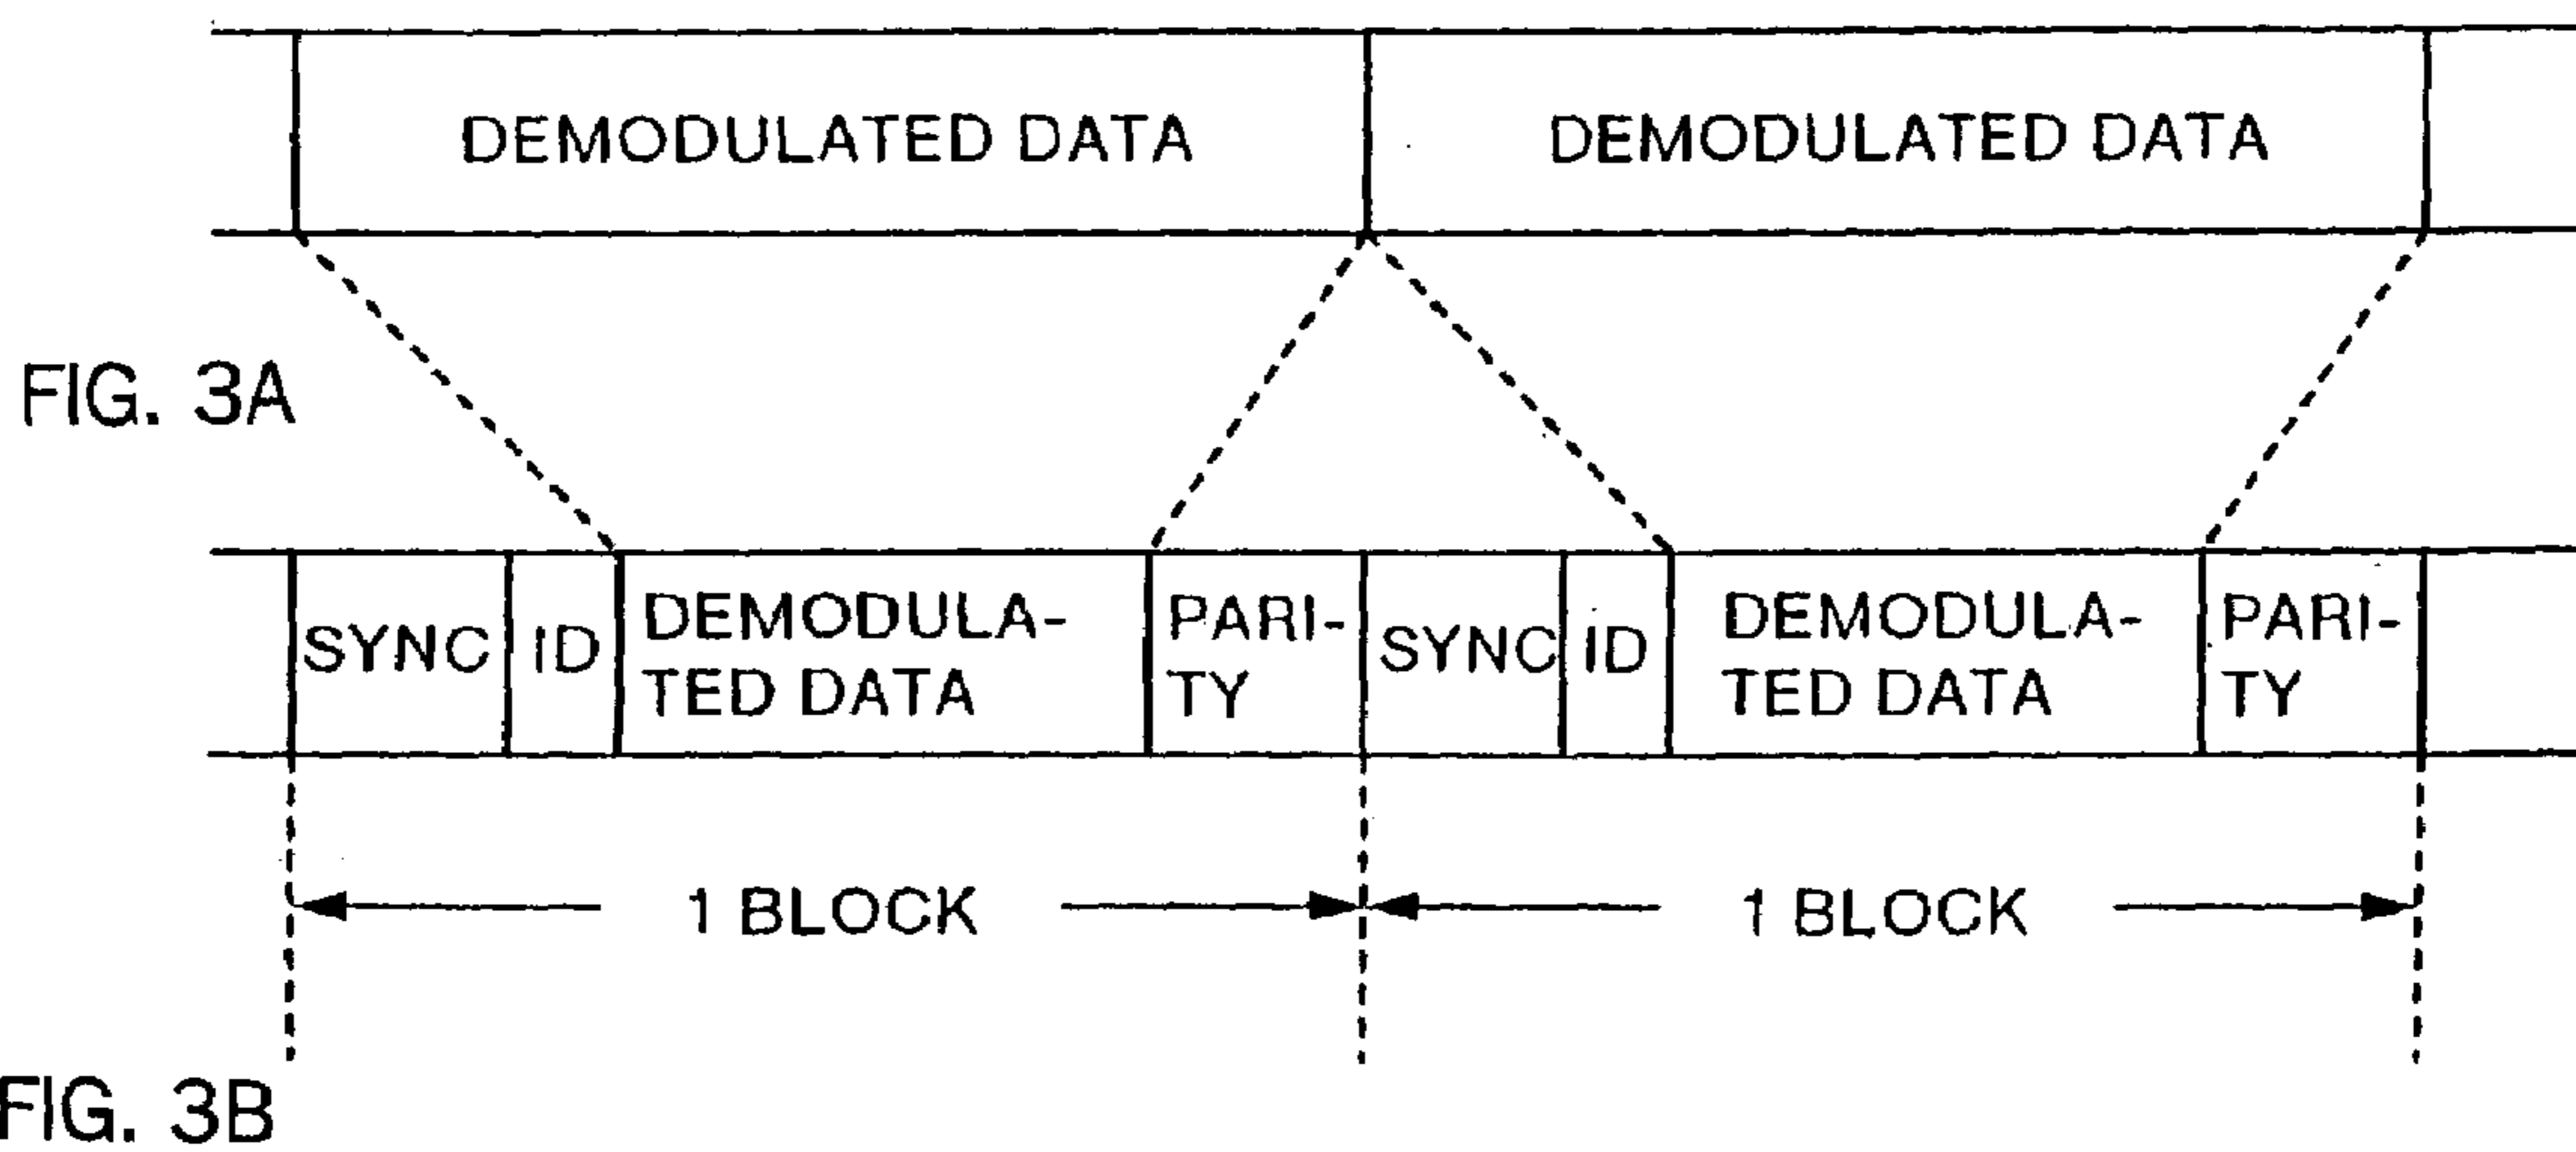 DEMODULATED DATA DEMODULATED DATA
FIG. 3A
SYNC ID DEMODULA- PARI- SYNC ID DEMODULA- PARI-
TED DATA TY TED DATA TY
1 BLOCK 1 BLOCK
FIG. 3B